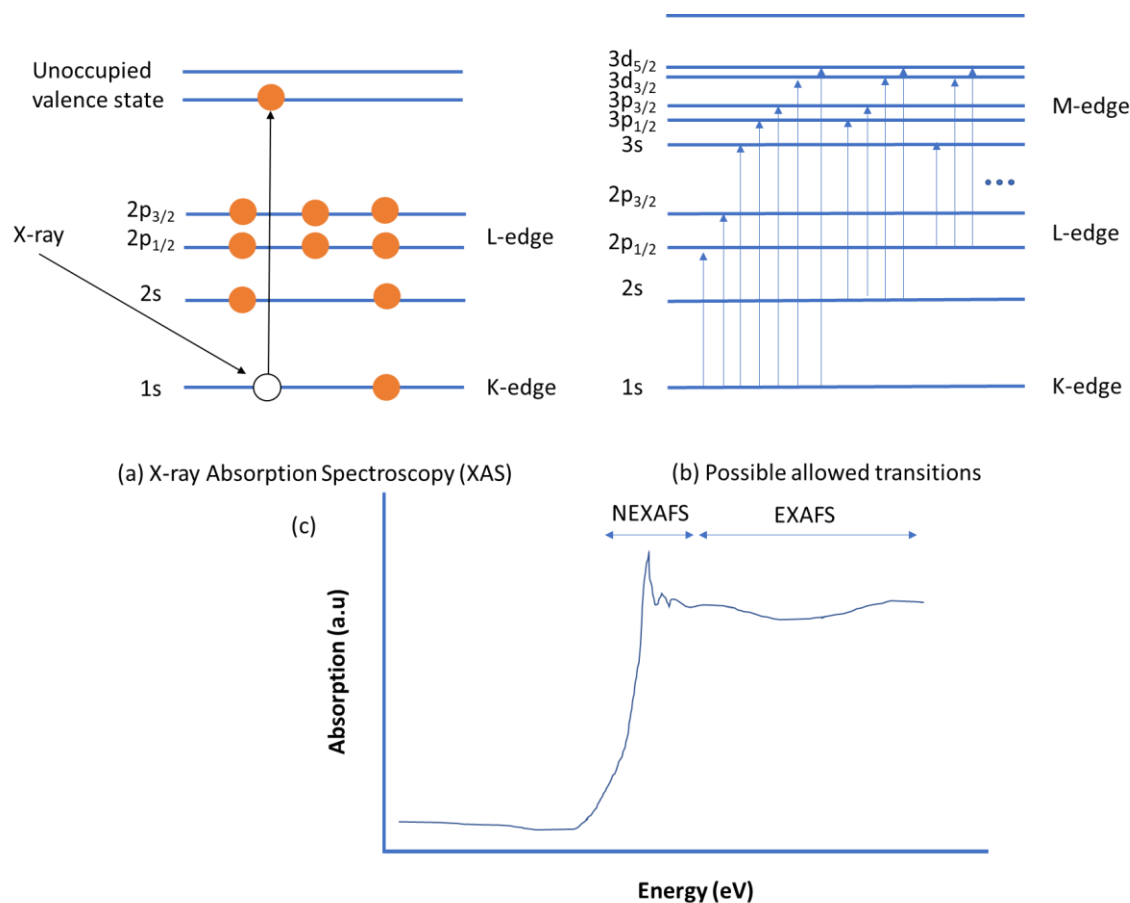 Unoccupied
valence state
2p3/2
2p1/2
L-edge
X-ray
2s
1s
K-edge
(a) X-ray Absorption Spectroscopy (XAS)
3d5/2
3d3/2
3p3/2
3p1/2
3s
M-edge
2p3/2
2p1/2
L-edge
2s
1s
K-edge
(b) Possible allowed transitions
(c)
NEXAFS
EXAFS
Absorption (a.u)
Energy (eV)